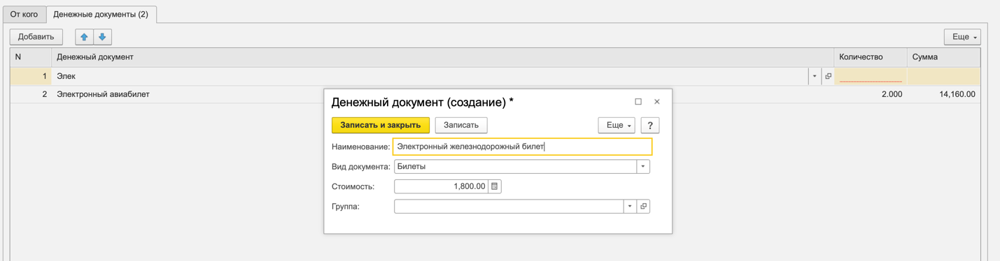 От кого
Денежные документы (2)
Добавить
Еще
N Денежный документ Количество Сумма
1 Элек
2 Электронный авиабилет 2.000 14,160.00
Денежный документ (создание) *
Записать и закрыть Записать Еще ?
Наименование: Электронный железнодорожный билет
Вид документа: Билеты
Стоимость: 1,800.00
Группа: